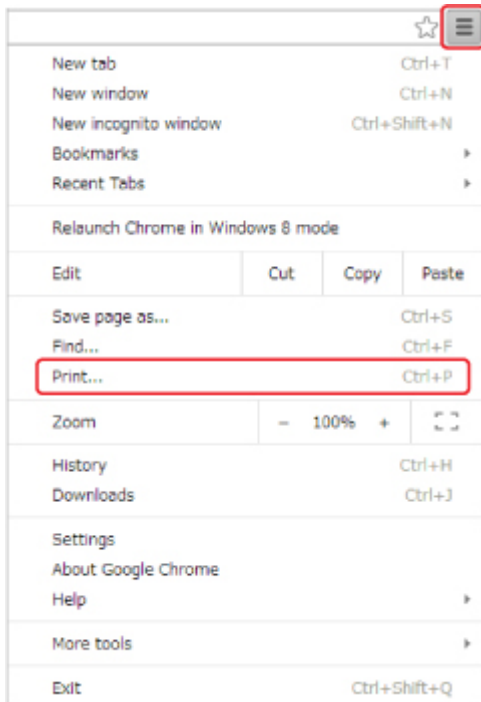 New tab Ctrl+T
New window Ctrl+N
New incognito window Ctrl+Shift+N
Bookmarks
Recent Tabs
Relaunch Chrome in Windows 8 mode
Edit Cut Copy Paste
Save page as... Ctrl+S
Find... Ctrl+F
Print... Ctrl+P
Zoom − 100% +
History Ctrl+H
Downloads Ctrl+J
Settings
About Google Chrome
Help
More tools
Exit Ctrl+Shift+Q